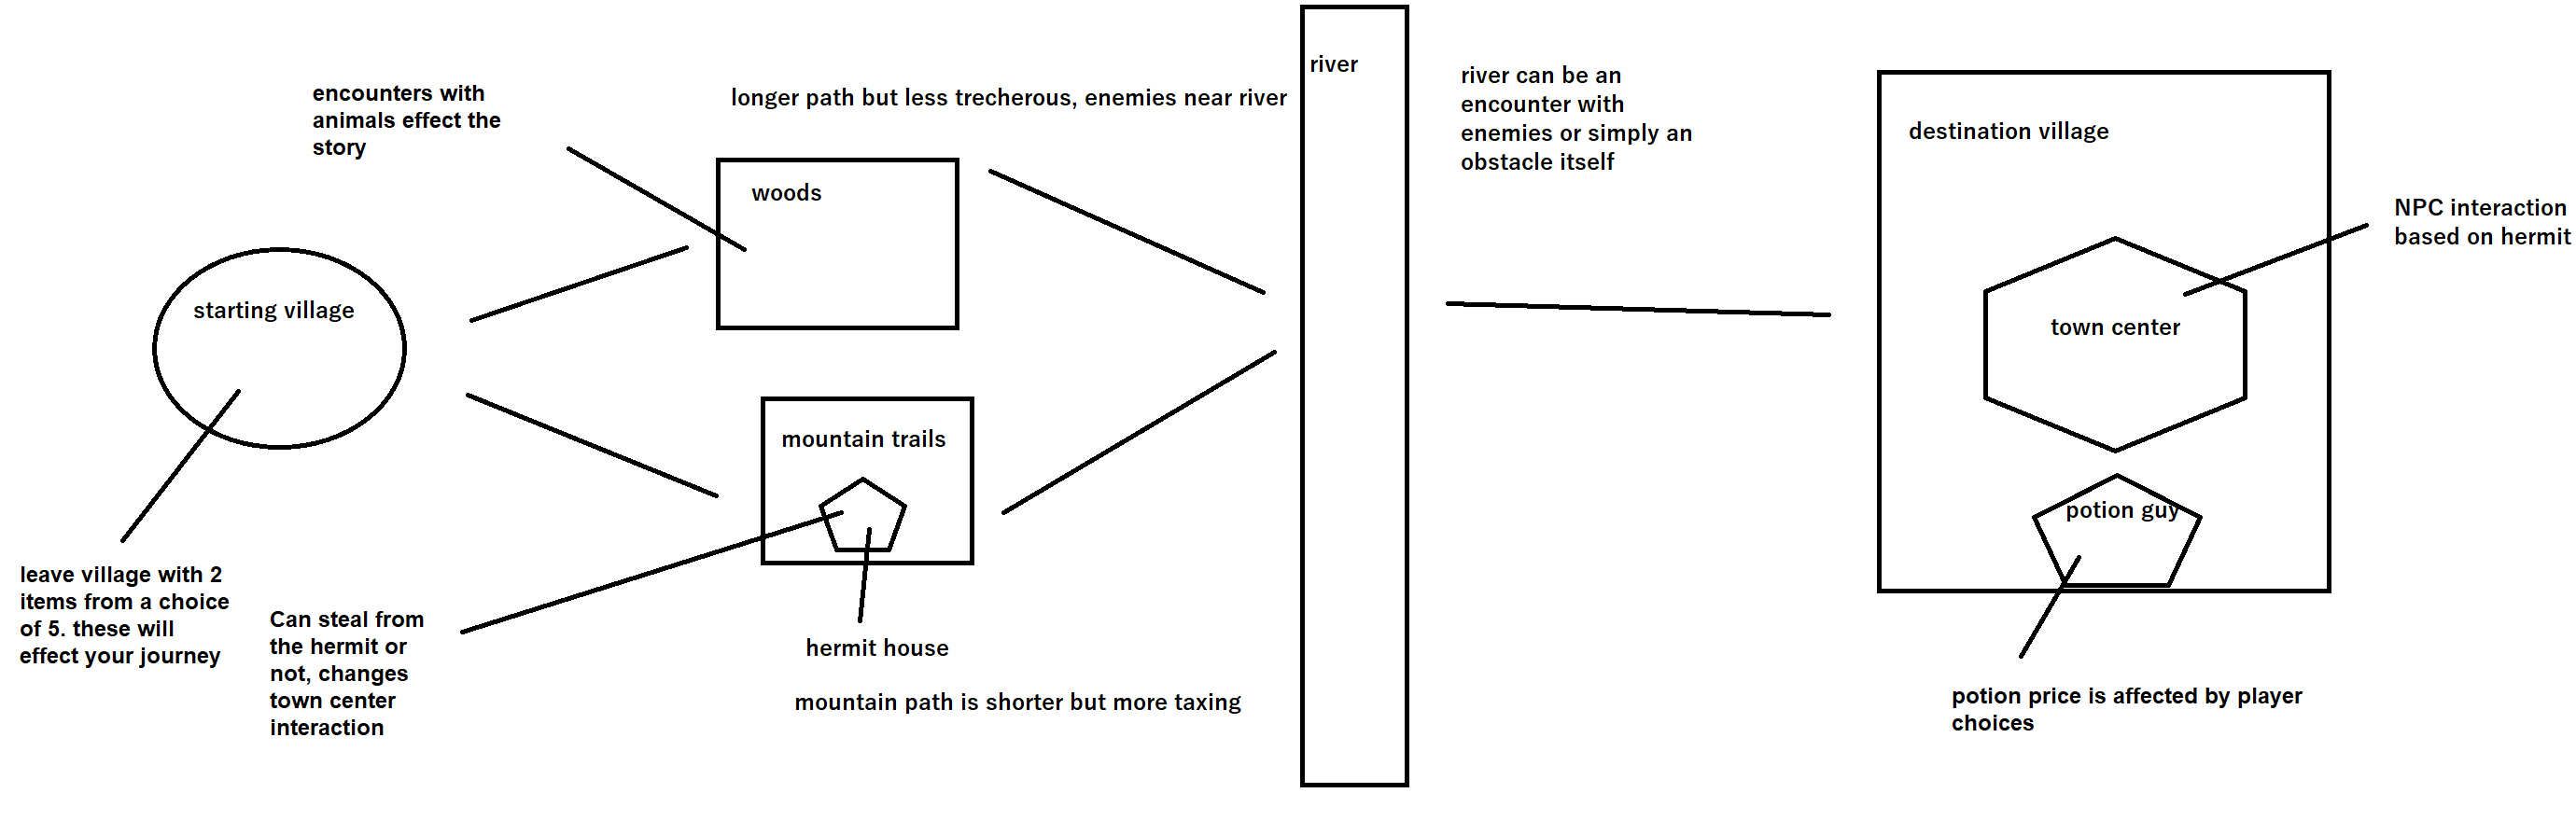 encounters with
animals effect the
story
longer path but less trecherous, enemies near river
river
river can be an
encounter with
enemies or simply an
obstacle itself
destination village
NPC interaction
based on hermit
woods
starting village
town center
mountain trails
potion guy
leave village with 2
items from a choice
of 5. these will
effect your journey
Can steal from
the hermit or
not, changes
town center
interaction
hermit house
mountain path is shorter but more taxing
potion price is affected by player
choices